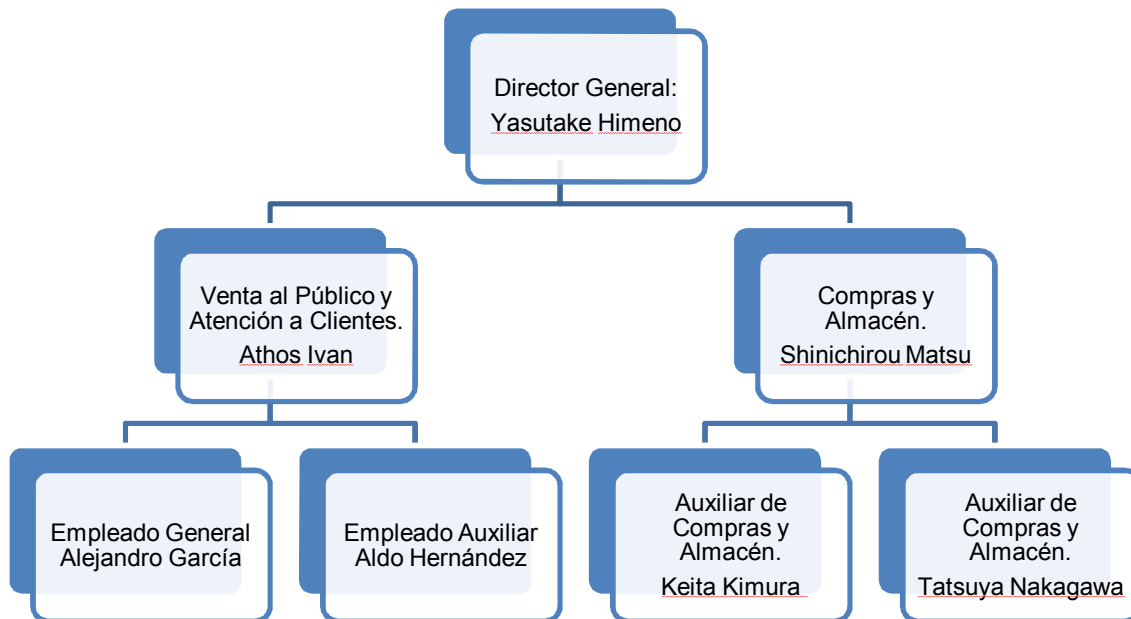 Director General:
Yasutake Himeno
Venta al Público y
Atención a Clientes.
Athos Ivan
Compras y
Almacén.
Shinichirou Matsu
Empleado General
Alejandro García
Empleado Auxiliar
Aldo Hernández
Auxiliar de
Compras y
Almacén.
Keita Kimura
Auxiliar de
Compras y
Almacén.
Tatsuya Nakagawa